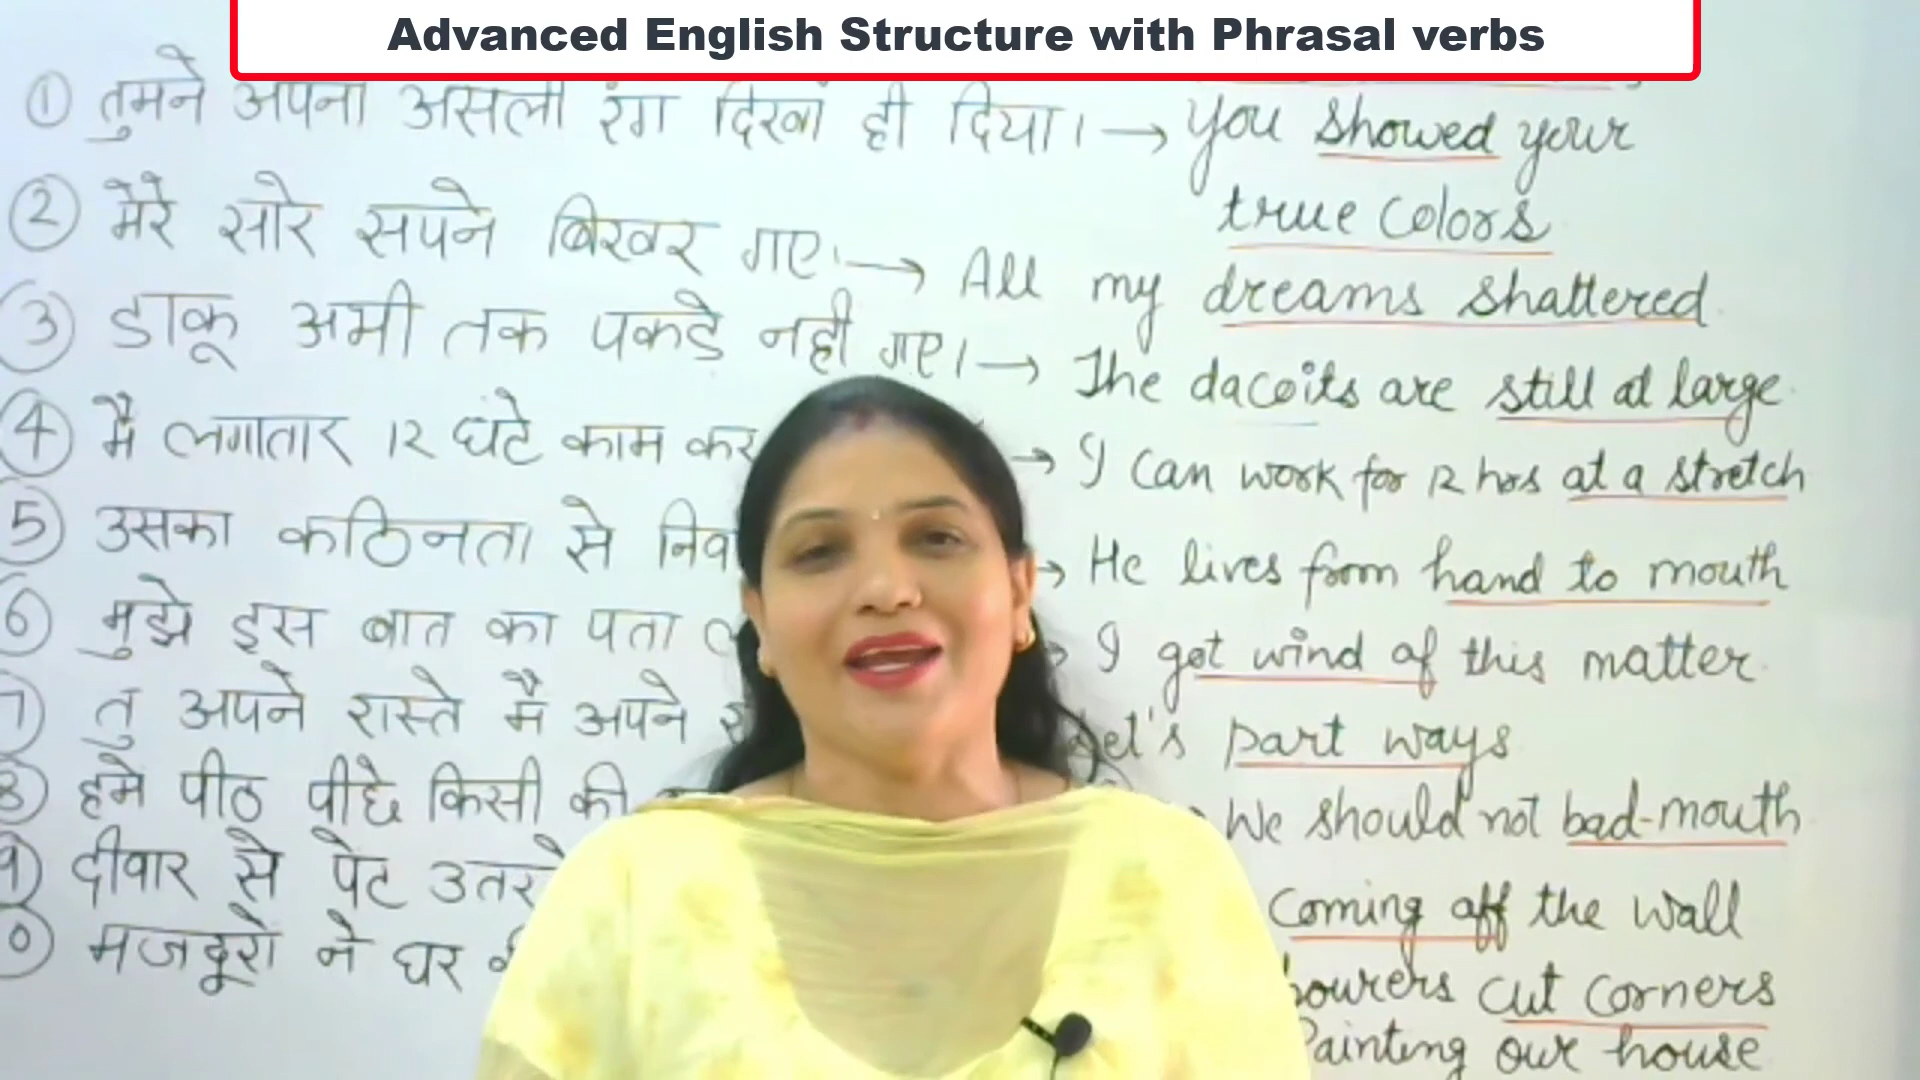 Advanced English Structure with Phrasal verbs
① तुमने अपना असली रंग दिखा ही दिया। → You showed your
true colors
② मेरे सारे सपने बिखर गए। → All my dreams shattered
③ डाकू अभी तक पकड़े नही गए। → The dacoits are still at large
④ मै लगातार 12 घंटे काम कर → I can work for 12 hrs at a stretch
⑤ उसका कठिनता से → He lives from hand to mouth
⑥ मुझे इस बात का पता → I got wind of this matter
7 तु अपने रास्ते मै अपने Let's part ways
8 हमे पीठ पीछे किसी की → We should not bad-mouth
9 दीवार से पेंट coming off the wall
मजदूरो ने घर cut corners
our house